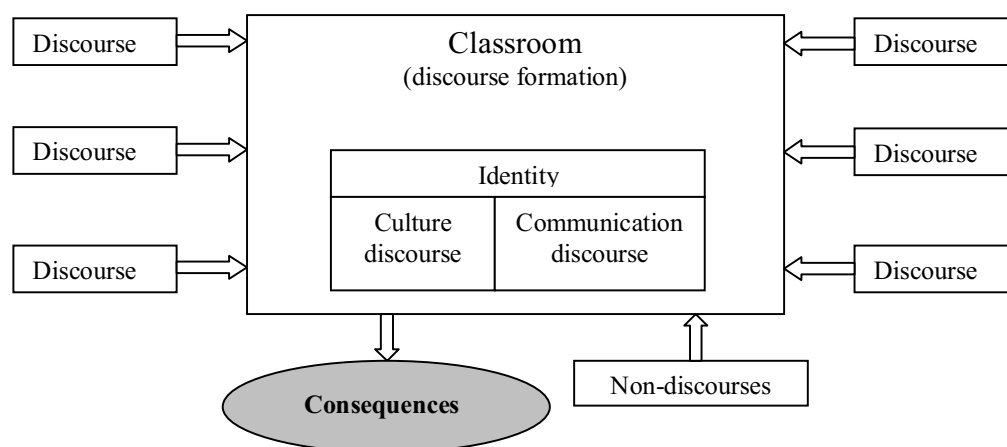 Discourse
Classroom
Discourse
(discourse formation)
Discourse
Discourse
Identity
Culture
discourse
Communication
discourse
Discourse
Discourse
Consequences
Non-discourses